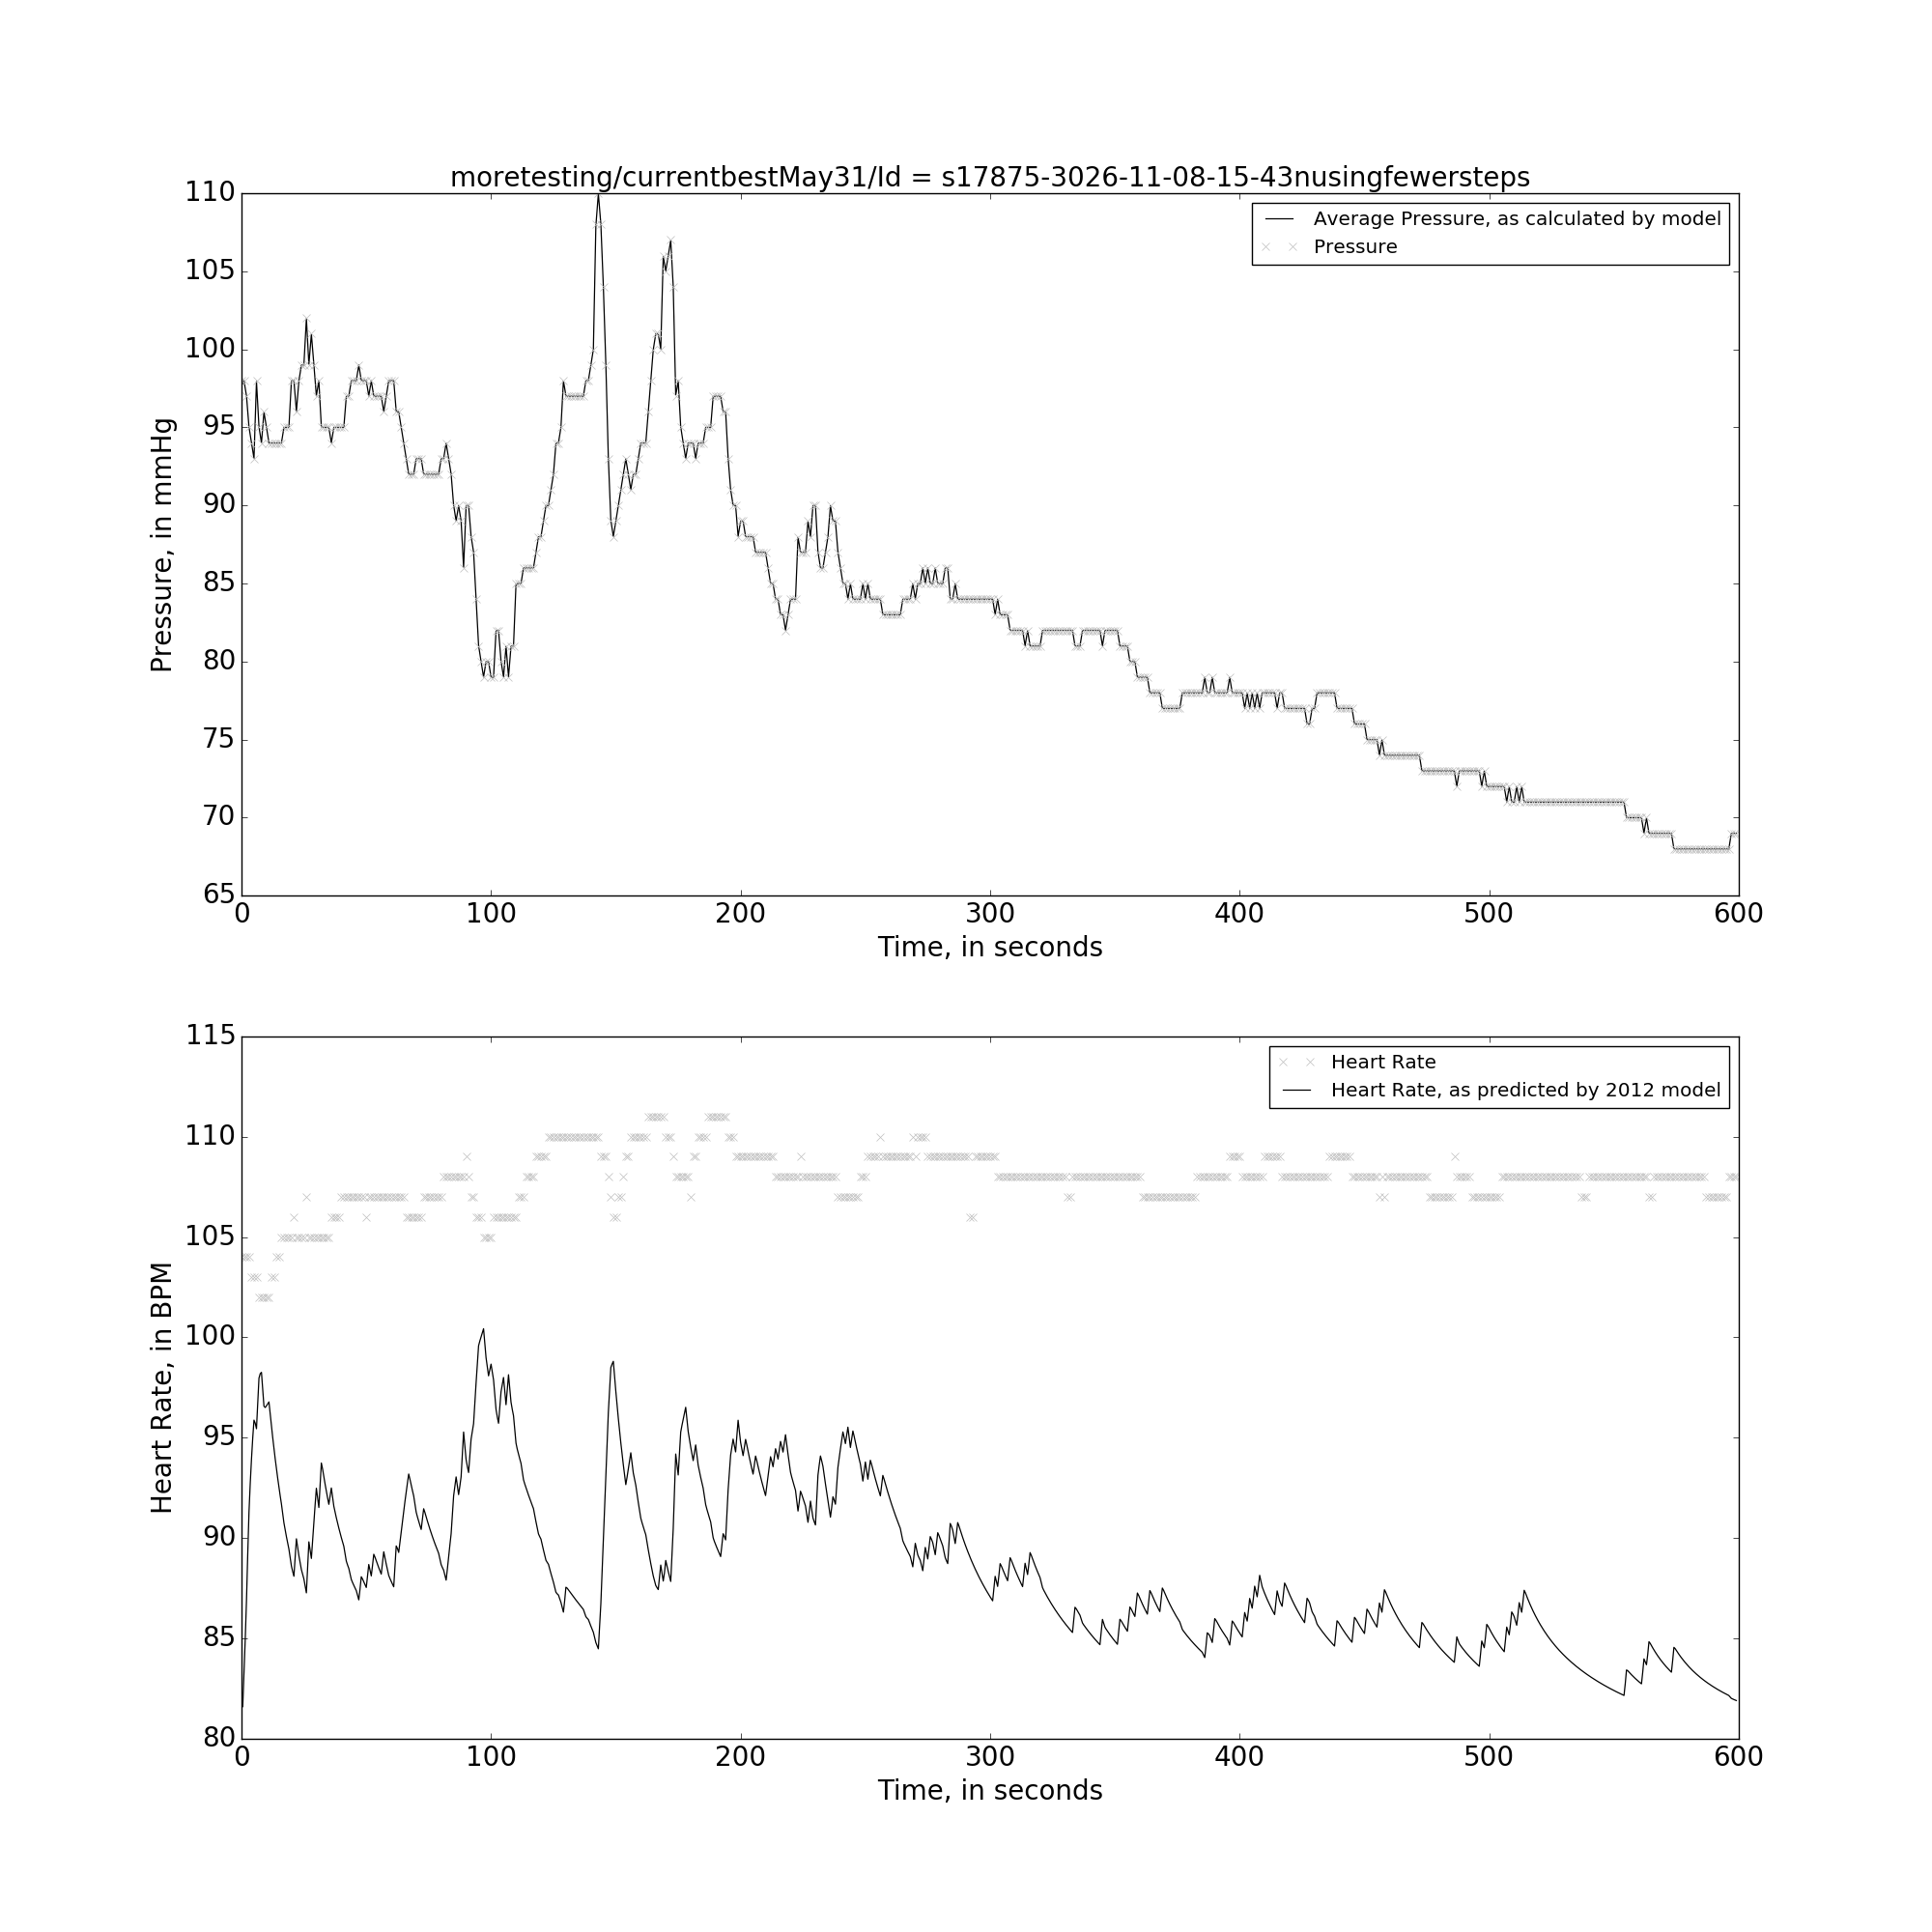 moretesting/currentbestMay31/Id = s17875-3026-11-08-15-43nusingfewersteps
110
105
100
95
90
85
80
75
70
65
Pressure, in mmHg
Average Pressure, as calculated by model
Pressure
0 100 200 300 400 500 600
Time, in seconds
115
110
105
100
95
90
85
80
Heart Rate, in BPM
Heart Rate
Heart Rate, as predicted by 2012 model
0 100 200 300 400 500 600
Time, in seconds